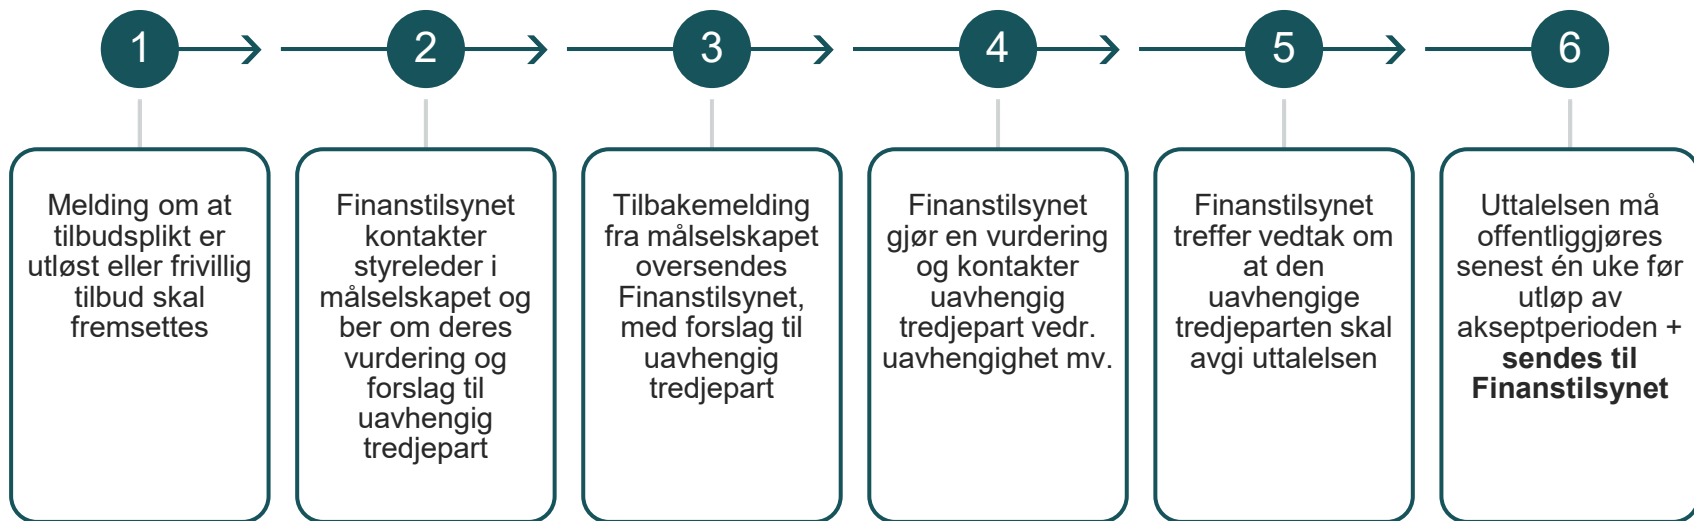 1
2
3
4
5
6
Melding om at
tilbudsplikt er
utløst eller frivillig
tilbud skal
fremsettes
Finanstilsynet
kontakter
styreleder i
målselskapet og
ber om deres
vurdering og
forslag til
uavhengig
tredjepart
Tilbakemelding
fra målselskapet
oversendes
Finanstilsynet,
med forslag til
uavhengig
tredjepart
Finanstilsynet
gjør en vurdering
og kontakter
uavhengig
tredjepart vedr.
uavhengighet mv.
Finanstilsynet
treffer vedtak om
at den
uavhengige
tredjeparten skal
avgi uttalelsen
Uttalelsen må
offentliggjøres
senest én uke før
utløp av
akseptperioden +
sendes til
Finanstilsynet